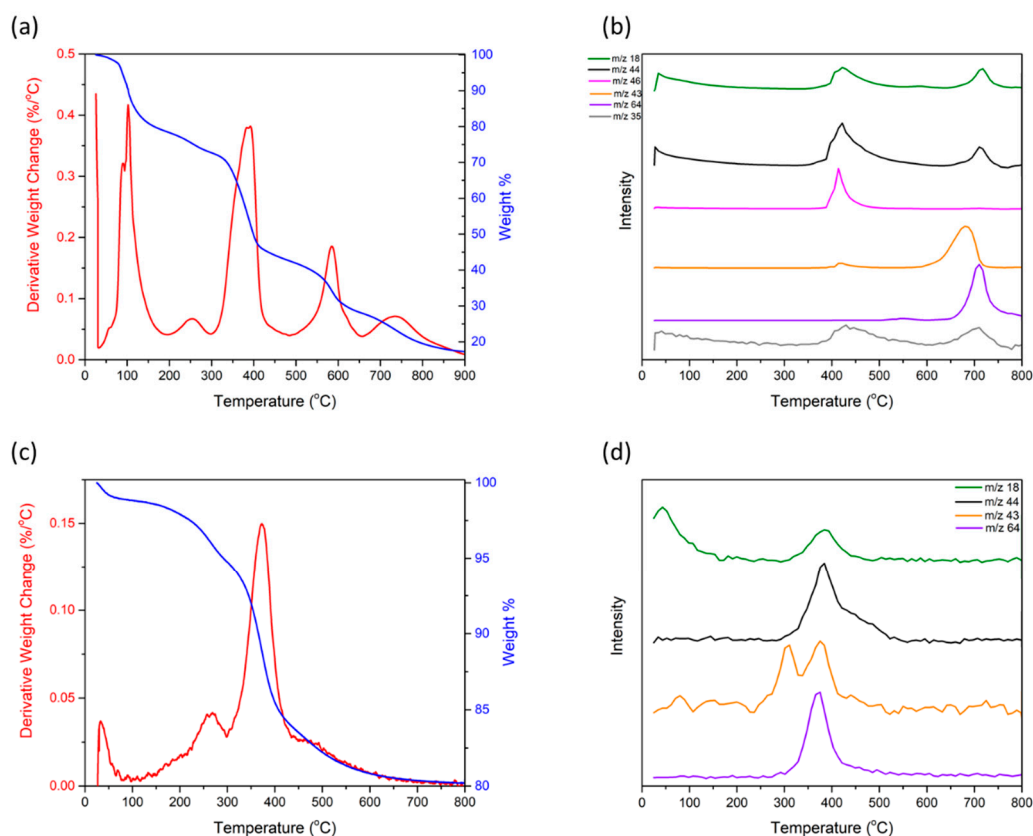 (a)
0.5
0.4
0.3
0.2
0.1
0.0
Derivative Weight Change (%/°C)
100
90
80
70
60
50
40
30
20
Weight %
0 100 200 300 400 500 600 700 800 900
Temperature (°C)
(b)
m/z 18
m/z 44
m/z 46
m/z 43
m/z 64
m/z 35
Intensity
0 100 200 300 400 500 600 700 800
Temperature (°C)
(c)
0.15
0.10
0.05
0.00
Derivative Weight Change (%/°C)
100
95
90
85
80
Weight %
0 100 200 300 400 500 600 700 800
Temperature (°C)
(d)
m/z 18
m/z 44
m/z 43
m/z 64
Intensity
0 100 200 300 400 500 600 700 800
Temperature (°C)